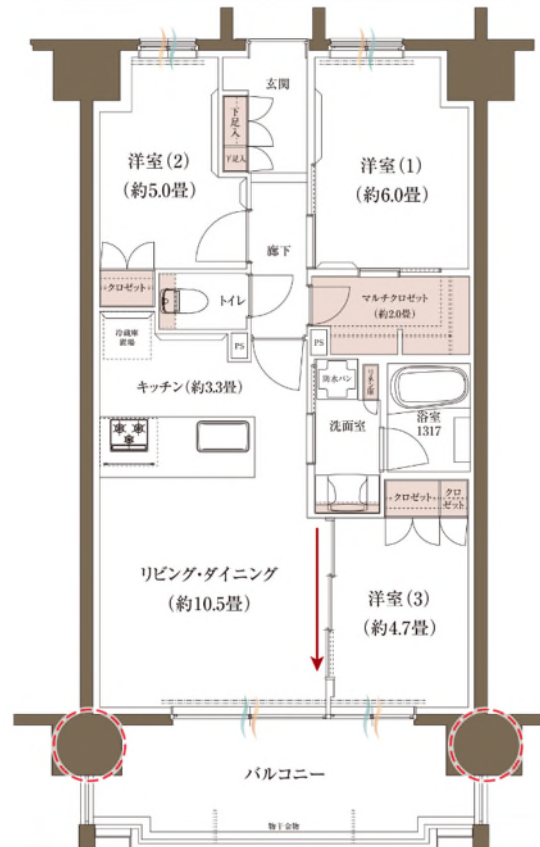 玄関
下足入
下足入
洋室(2)
(約5.0畳)
洋室(1)
(約6.0畳)
廊下
クロゼット
トイレ
マルチクロゼット
(約2.0畳)
冷蔵庫
置場
PS
PS
キッチン(約3.3畳)
防水パン
リネン庫
洗面室
浴室
1317
クロゼット
クロ
ゼット
リビング・ダイニング
(約10.5畳)
洋室(3)
(約4.7畳)
バルコニー
物干金物